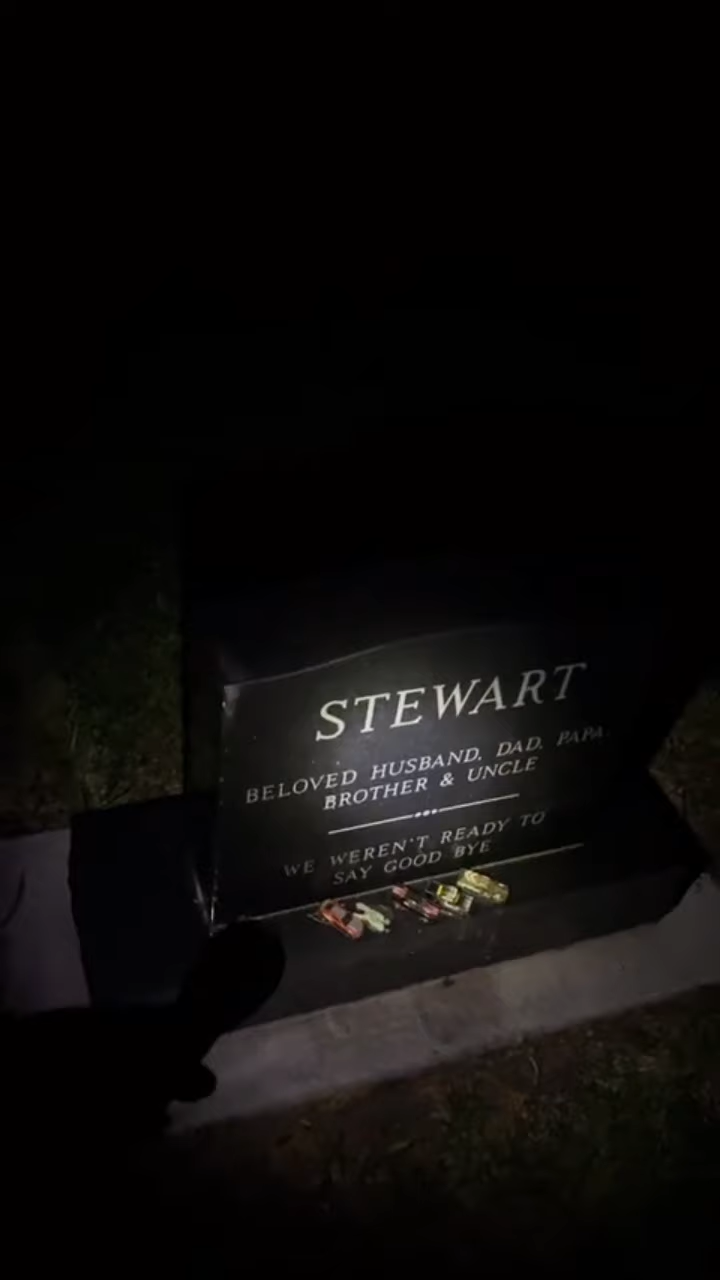 STEWART
BELOVED HUSBAND, DAD, PAPA,
BROTHER & UNCLE
WE WEREN'T READY TO
SAY GOOD BYE